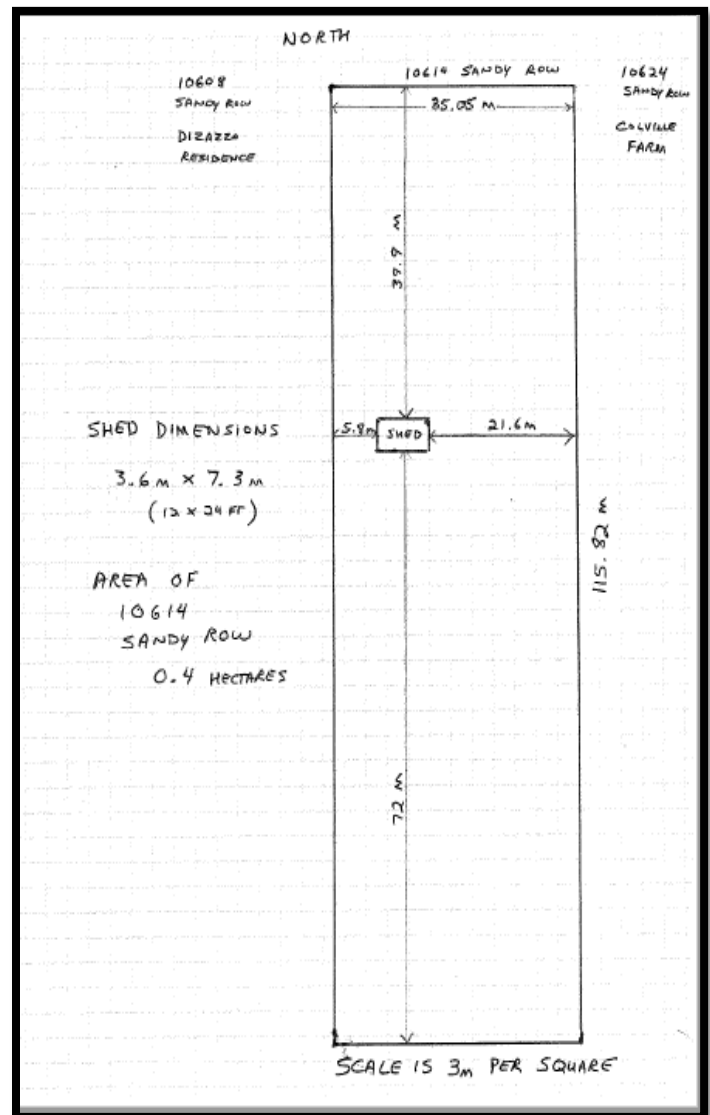 NORTH
10608
SANDY ROW
DIZAZZO
RESIDENCE
10614 SANDY ROW
35.05 m
10624
SANDY ROW
COLVILLE
FARM
39.9 m
SHED DIMENSIONS
3.6 m × 7.3 m
(12 × 24 FT)
5.8m
SHED
21.6m
115.82 m
AREA OF
10614
SANDY ROW
0.4 HECTARES
72 m
SCALE IS 3m PER SQUARE